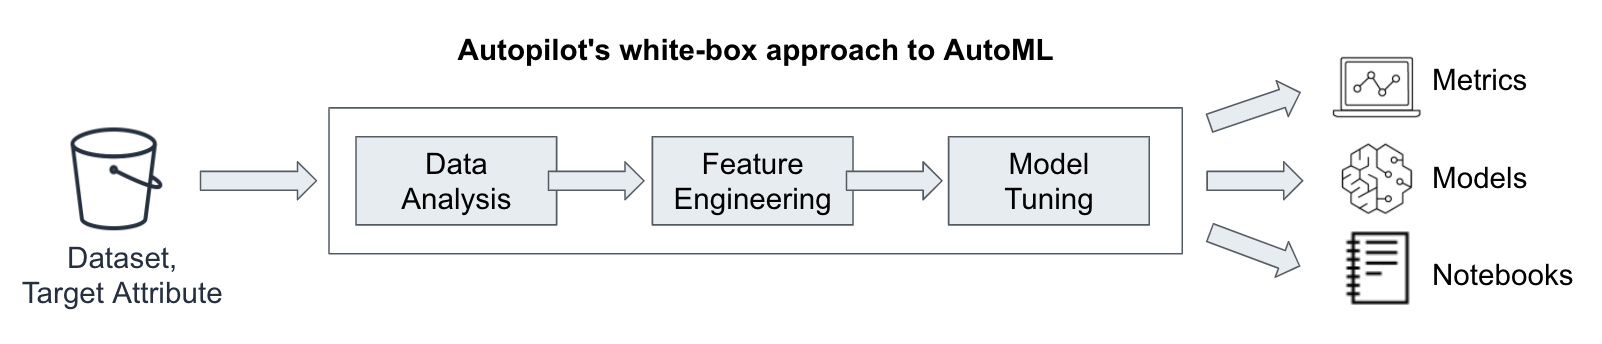 Autopilot's white-box approach to AutoML
Dataset,
Target Attribute
Data
Analysis
Feature
Engineering
Model
Tuning
Metrics
Models
Notebooks